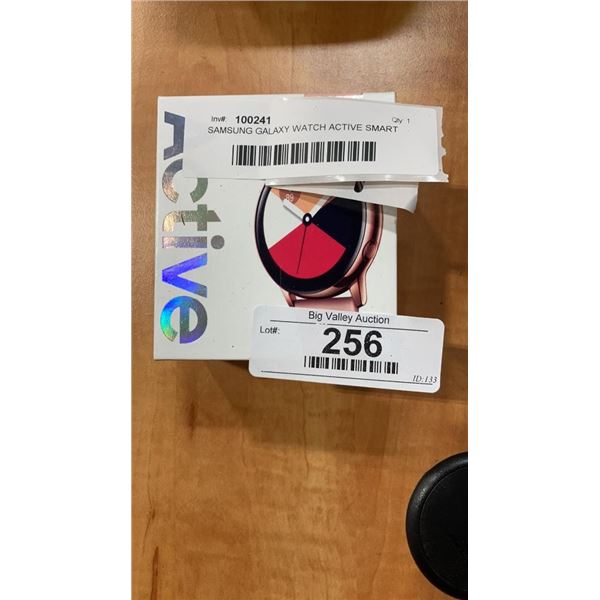 Inv#: 100241 Qty: 1
SAMSUNG GALAXY WATCH ACTIVE SMART
Active
Big Valley Auction
Lot#: 256
ID:133